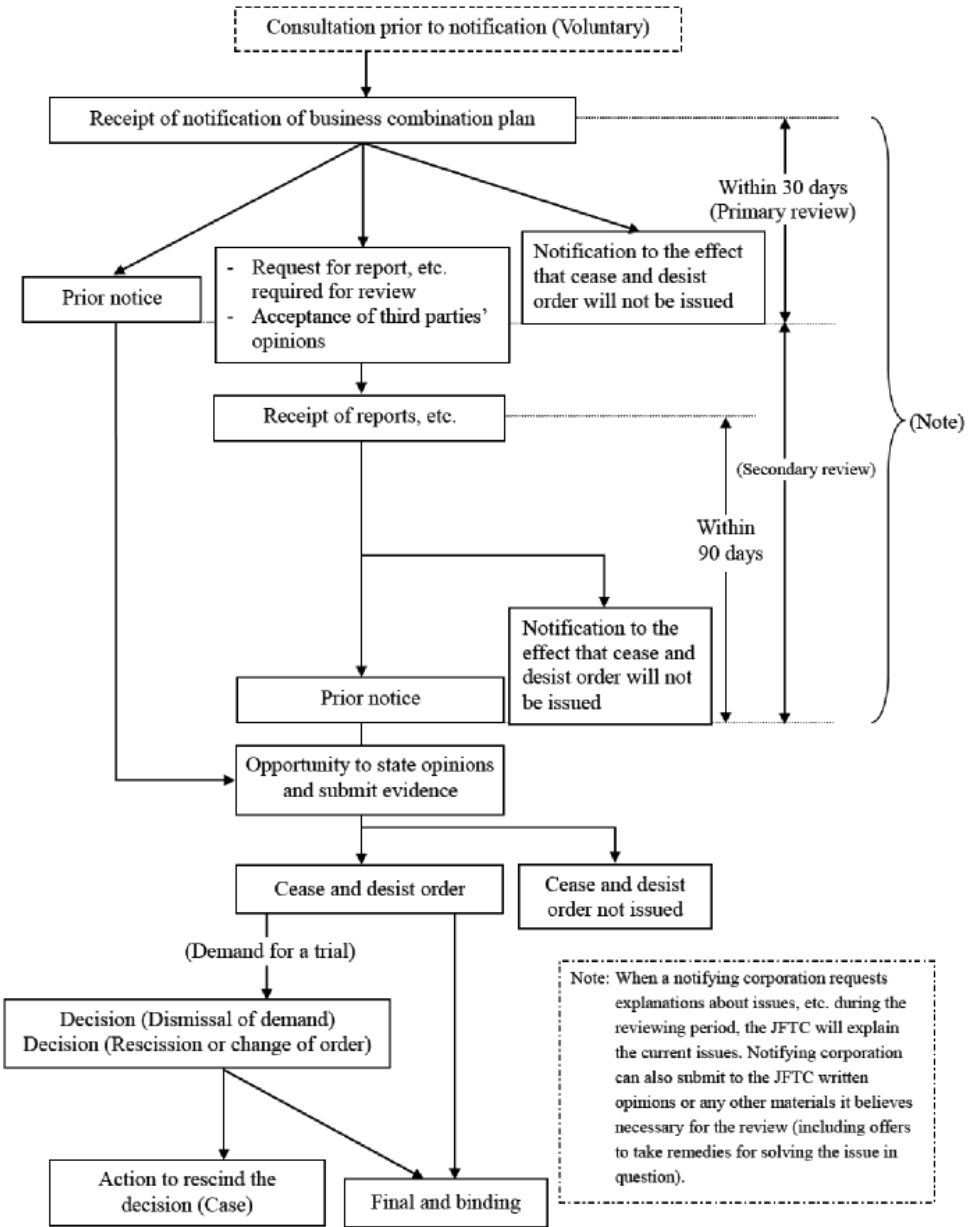 Consultation prior to notification (Voluntary)
Receipt of notification of business combination plan
Within 30 days
(Primary review)
Prior notice
- Request for report, etc.
required for review
- Acceptance of third parties'
opinions
Notification to the effect
that cease and desist
order will not be issued
Receipt of reports, etc.
(Note)
(Secondary review)
Within
90 days
Notification to the
effect that cease and
desist order will not
be issued
Prior notice
Opportunity to state opinions
and submit evidence
Cease and desist order
Cease and desist
order not issued
(Demand for a trial)
Decision (Dismissal of demand)
Decision (Rescission or change of order)
Action to rescind the
decision (Case)
Final and binding
Note: When a notifying corporation requests
explanations about issues, etc. during the
reviewing period, the JFTC will explain
the current issues. Notifying corporation
can also submit to the JFTC written
opinions or any other materials it believes
necessary for the review (including offers
to take remedies for solving the issue in
question).